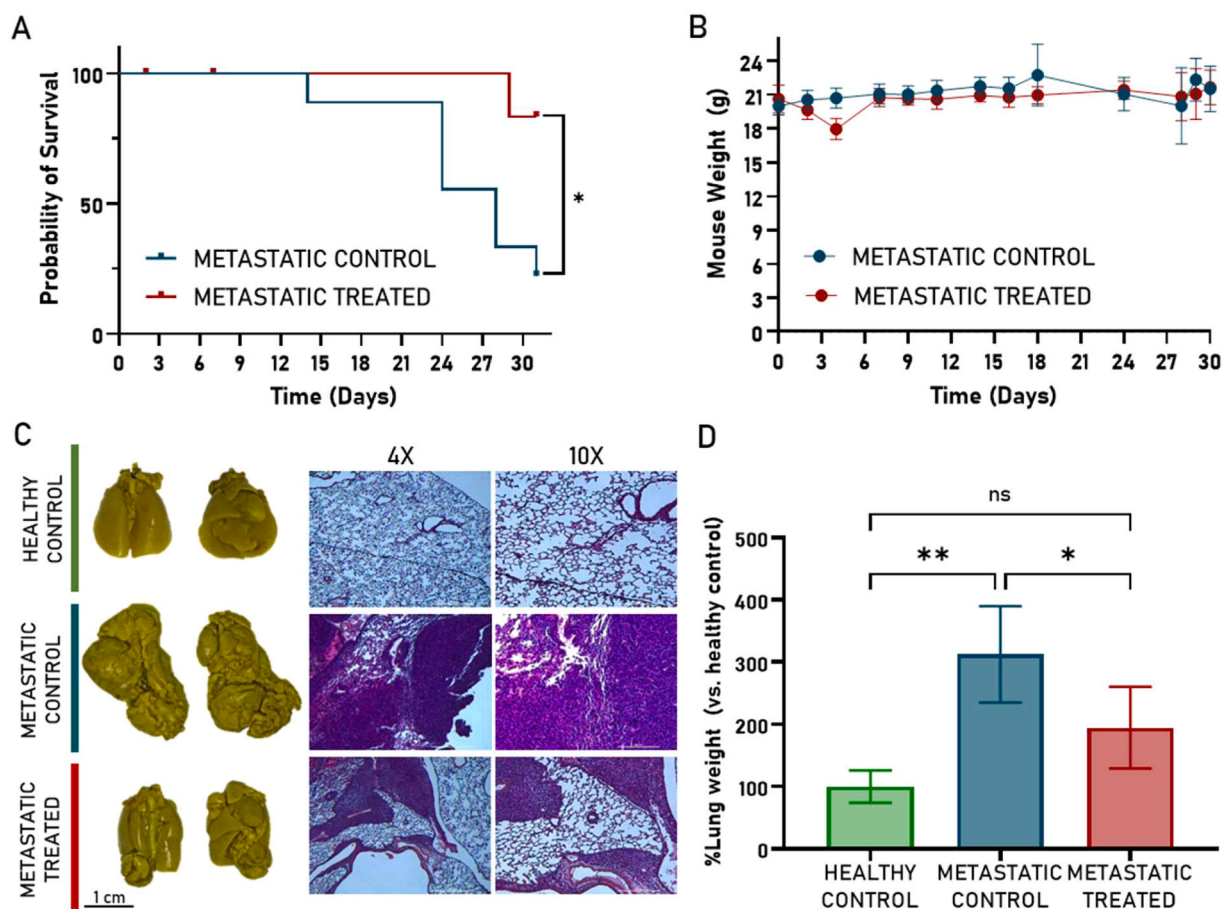 A
Probability of Survival
100
50
0
METASTATIC CONTROL
METASTATIC TREATED
*
0 3 6 9 12 15 18 21 24 27 30
Time (Days)
B
Mouse Weight (g)
24
21
18
15
12
9
6
3
0
METASTATIC CONTROL
METASTATIC TREATED
0 3 6 9 12 15 18 21 24 27 30
Time (Days)
C
4X 10X
HEALTHY
CONTROL
METASTATIC
CONTROL
METASTATIC
TREATED
1 cm
D
%Lung weight (vs. healthy control)
500
400
300
200
100
0
ns
** *
HEALTHY
CONTROL
METASTATIC
CONTROL
METASTATIC
TREATED